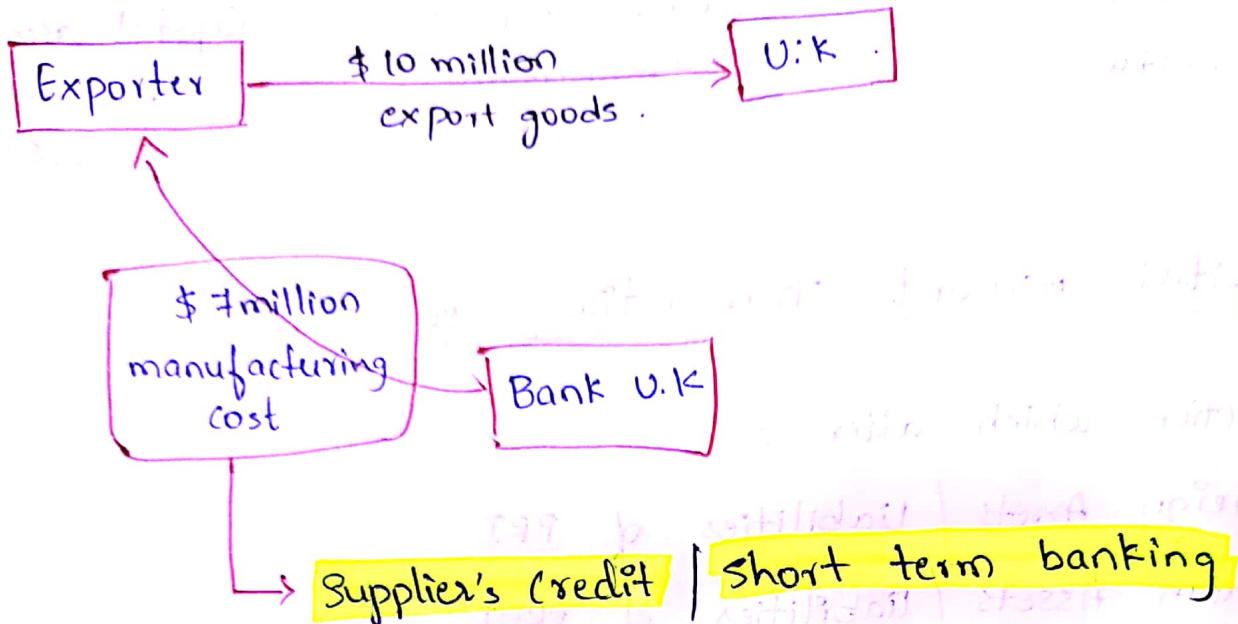 Exporter
$ 10 million
export goods.
U.K.
$ 7 million
manufacturing
cost
Bank U.K
Supplier's Credit / Short term banking